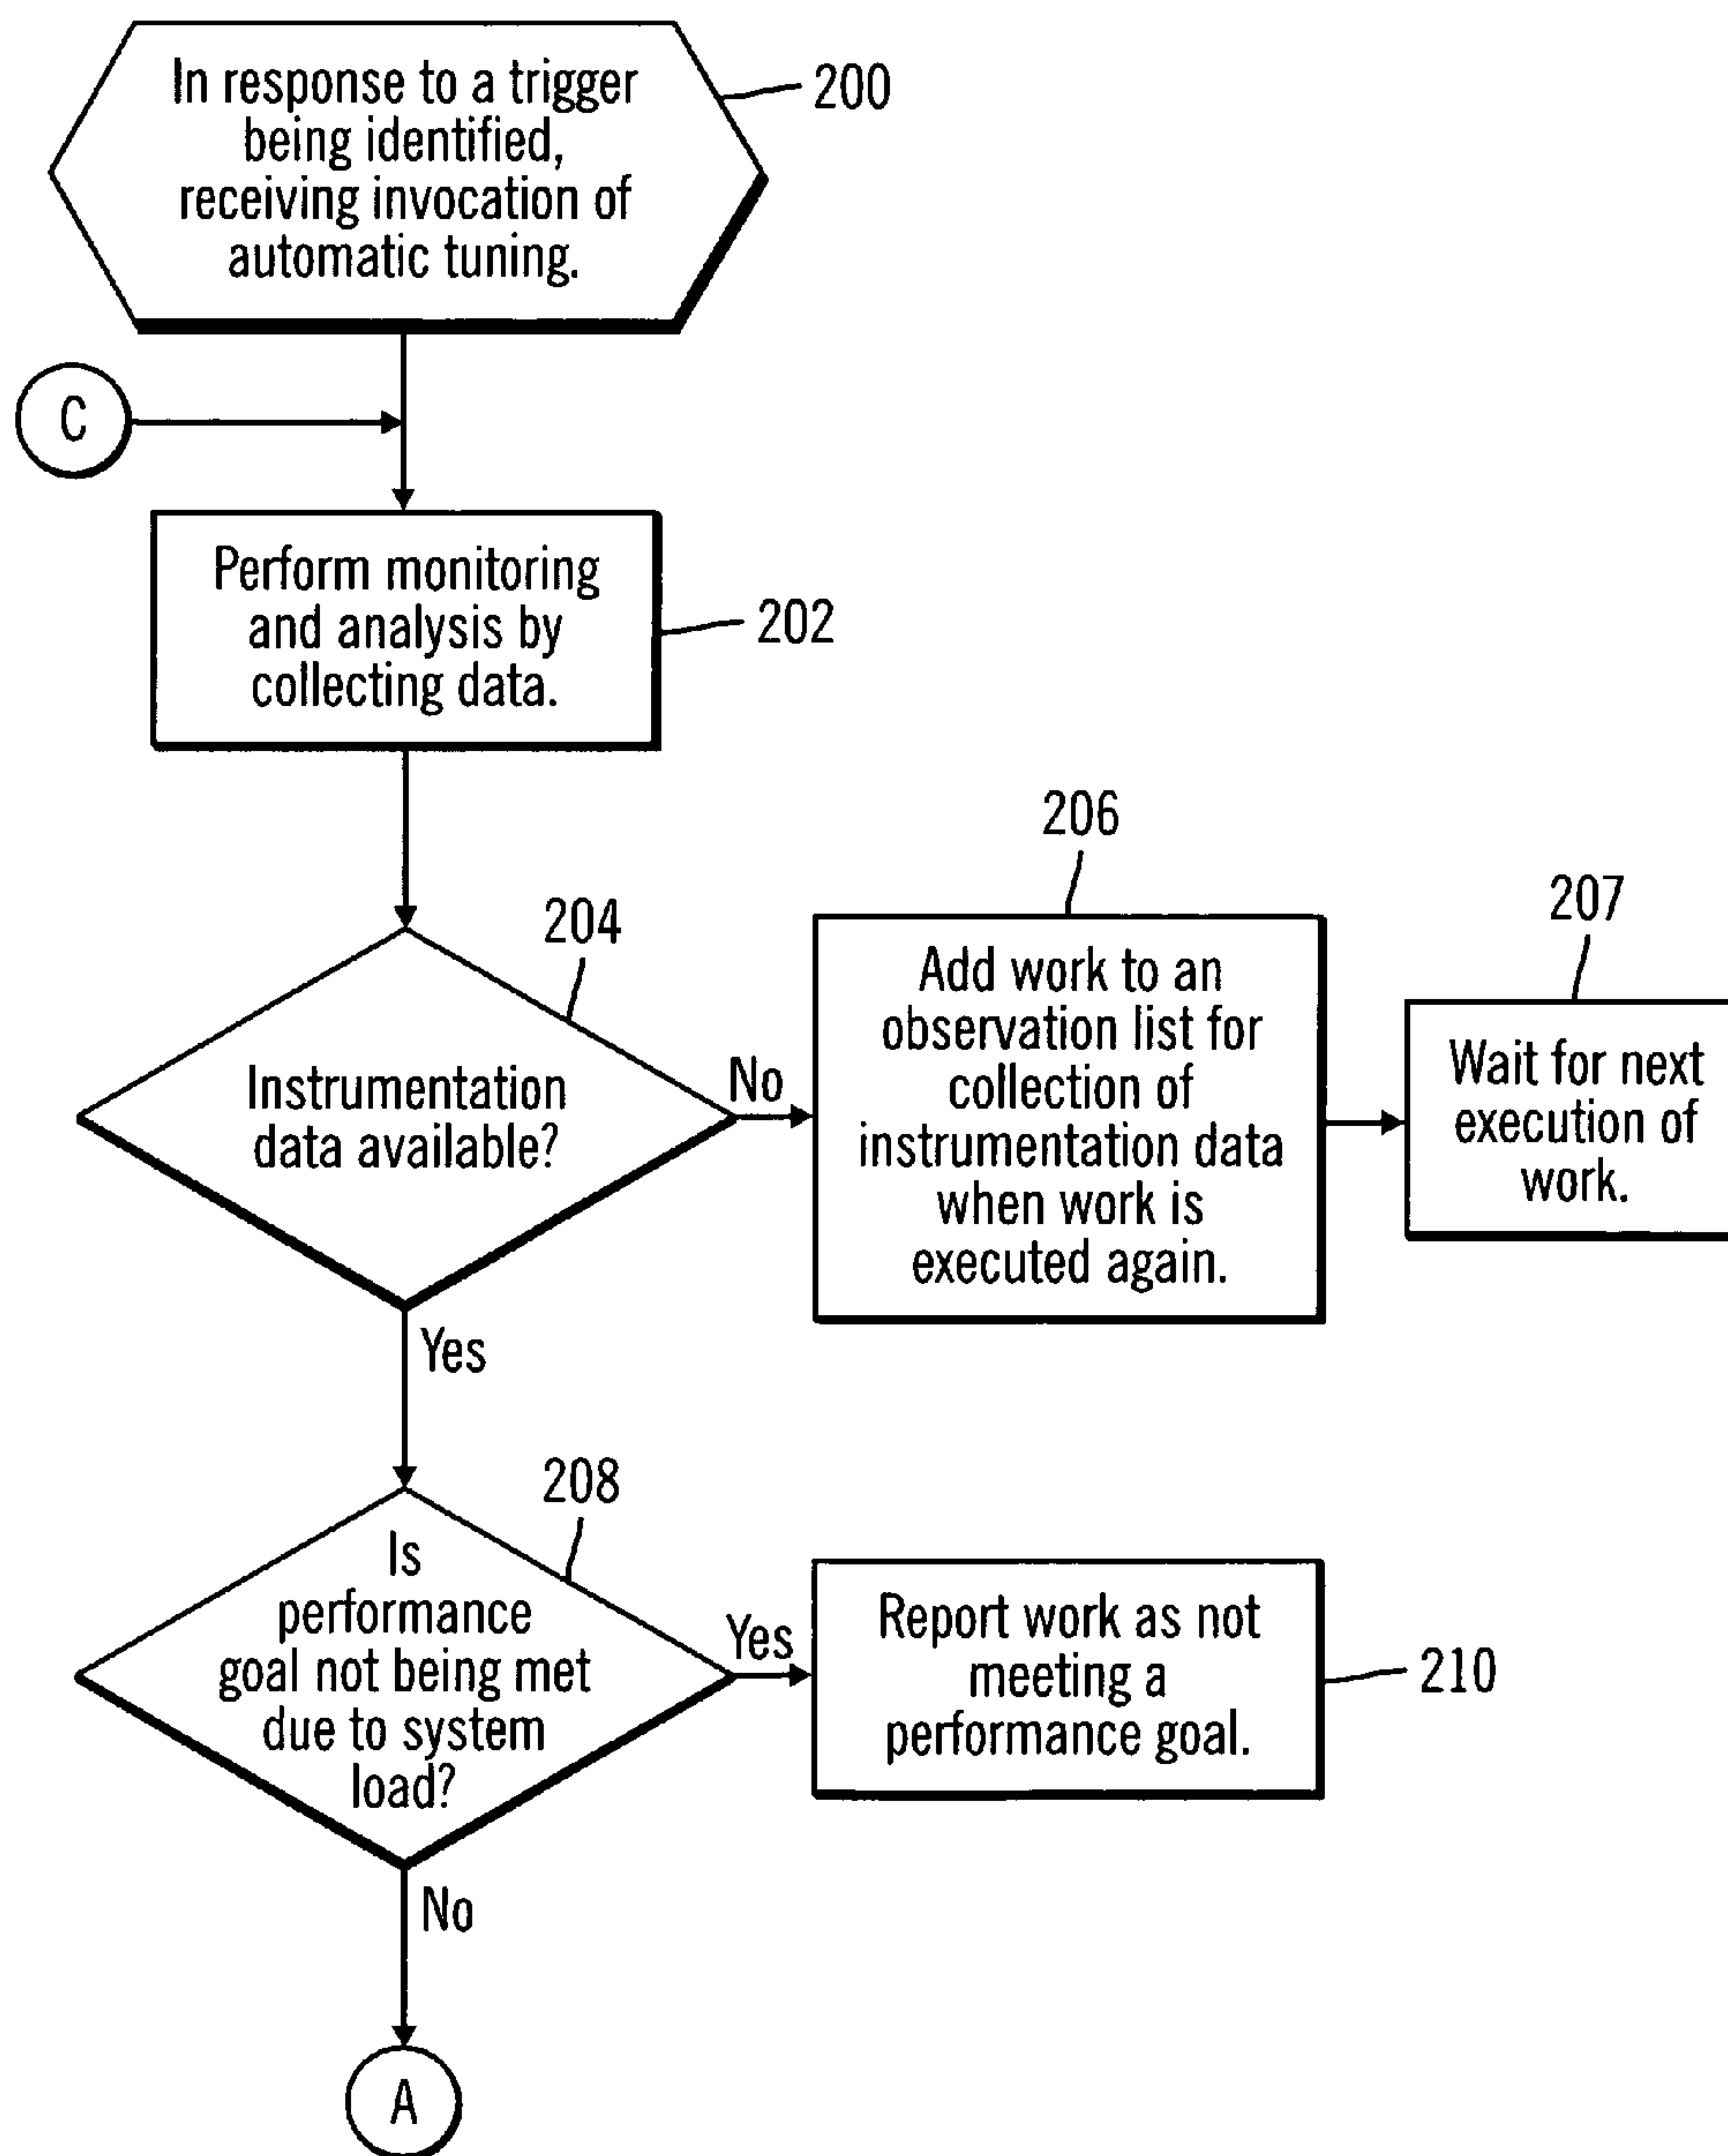 In response to a trigger
being identified,
receiving invocation of
automatic tuning.
200
C
Perform monitoring
and analysis by
collecting data.
202
204
Instrumentation
data available?
No
Yes
206
Add work to an
observation list for
collection of
instrumentation data
when work is
executed again.
207
Wait for next
execution of
work.
208
Is
performance
goal not being met
due to system
load?
Yes
No
Report work as not
meeting a
performance goal.
210
A